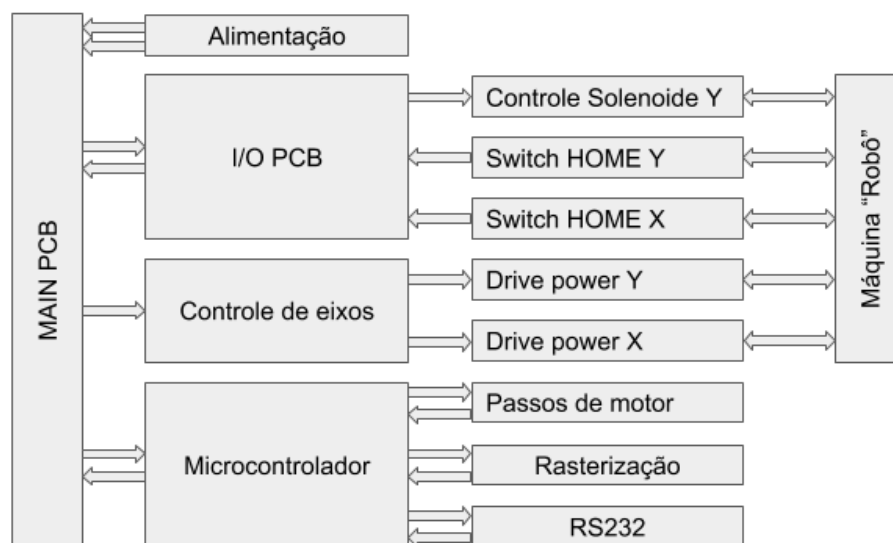 MAIN PCB
Alimentação
I/O PCB
Controle Solenoide Y
Switch HOME Y
Switch HOME X
Máquina “Robô”
Controle de eixos
Drive power Y
Drive power X
Microcontrolador
Passos de motor
Rasterização
RS232